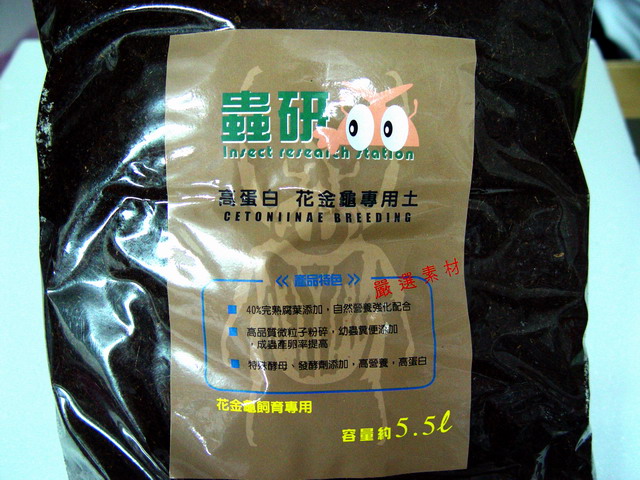 蟲研
Insect research station
高蛋白 花金龜專用土
CETONIINAE BREEDING
≪ 產品特色 ≫
嚴選素材
■ 40%完熟腐葉添加，自然營養強化配合
■ 高品質微粒子粉碎，幼蟲糞便添加
，成蟲產卵率提高
■ 特殊酵母、發酵劑添加，高營養，高蛋白
花金龜飼育專用
容量約5.5ℓ